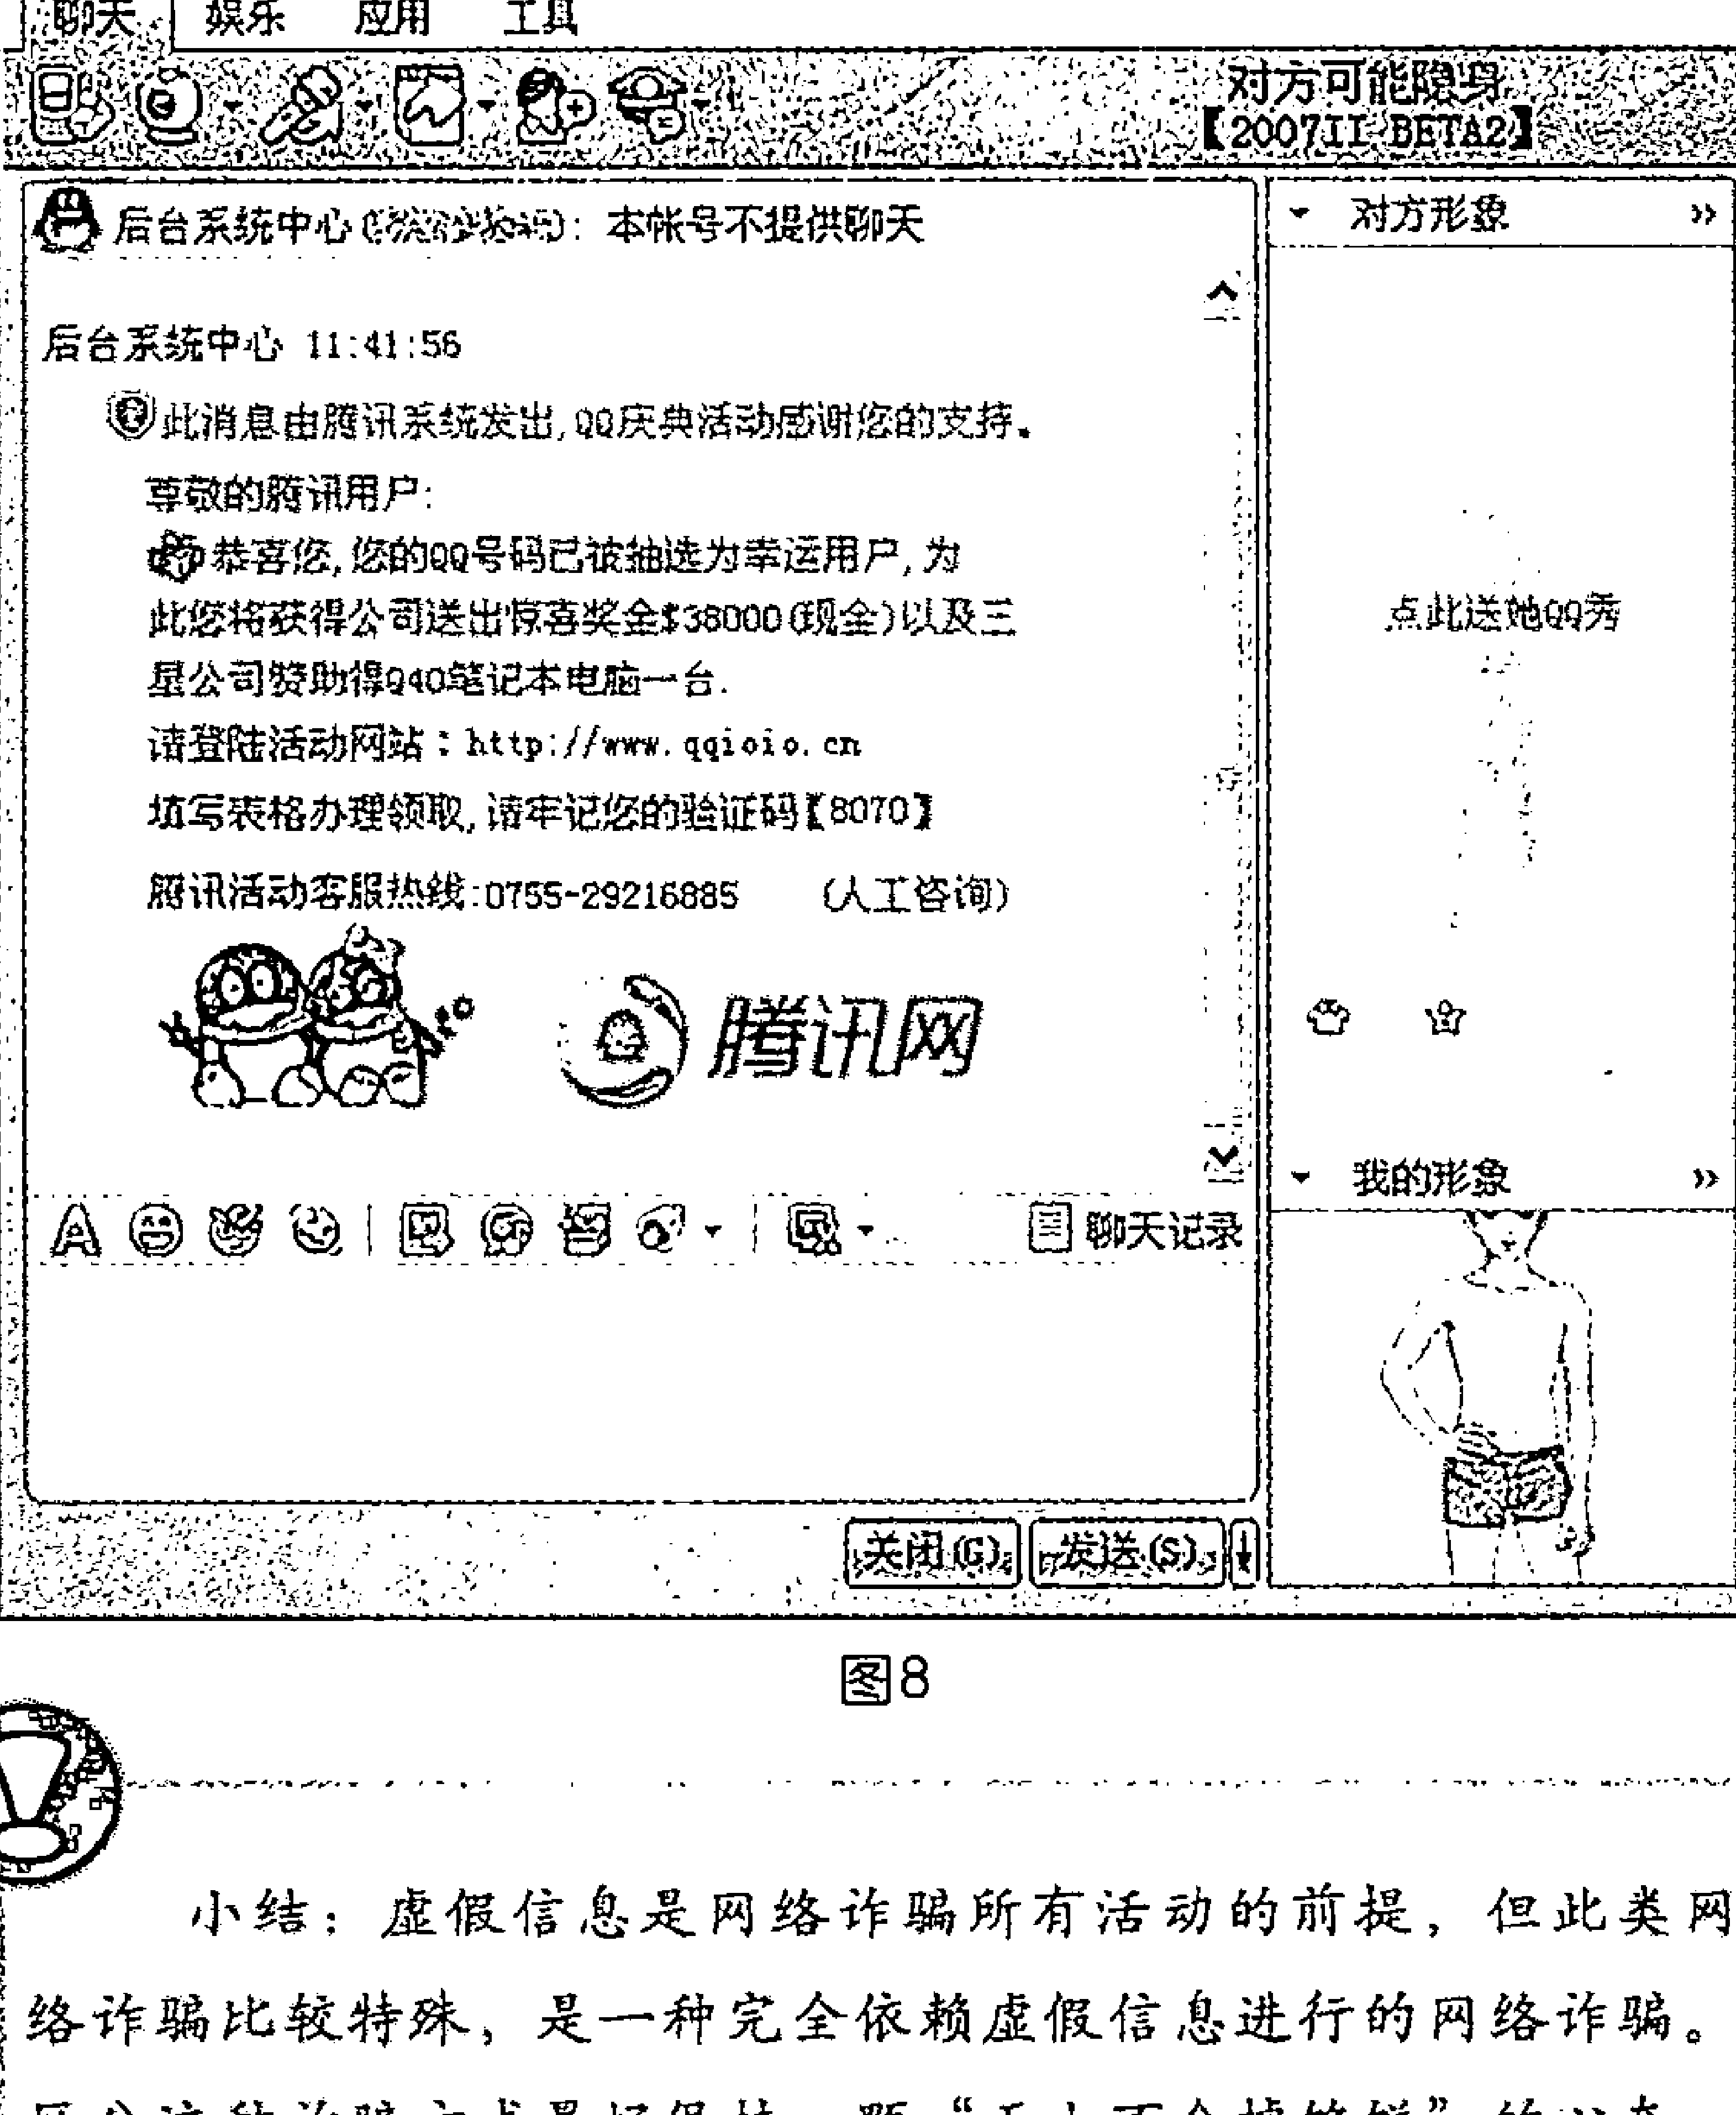 聊天 娱乐 应用 工具
对方可能隐身
【2007II BETA2】
后台系统中心 : 本帐号不提供聊天
对方形象 »
后台系统中心 11:41:56
此消息由腾讯系统发出,QQ庆典活动感谢您的支持。
尊敬的腾讯用户:
恭喜您,您的QQ号码已被抽选为幸运用户,为
此您将获得公司送出惊喜奖金$38000(现金)以及三
星公司赞助得Q40笔记本电脑一台.
请登陆活动网站:http://www.qqioio.cn
填写表格办理领取,请牢记您的验证码【8070】
腾讯活动客服热线:0755-29216885 (人工咨询)
点此送她QQ秀
腾讯网
我的形象 »
聊天记录
关闭(C) 发送(S)
图8
小结：虚假信息是网络诈骗所有活动的前提，但此类网
络诈骗比较特殊，是一种完全依赖虚假信息进行的网络诈骗。